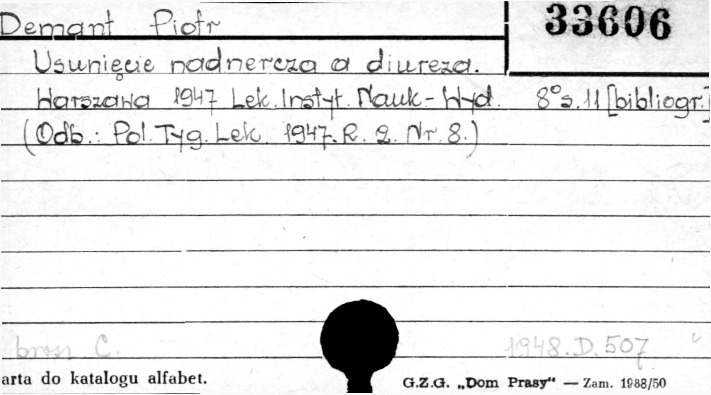 Demant Piotr
33606
Usunięcie nadnercza a diureza.
Warszawa 1947 Lek. Instyt. Nauk-Wyd. 8° s. 11 [bibliogr.]
(Odb.: Pol. Tyg. Lek. 1947. R. 2. Nr. 8.)
brosz C. 1948.D.507
arta do katalogu alfabet.
G.Z.G. „Dom Prasy" — Zam. 1988/50